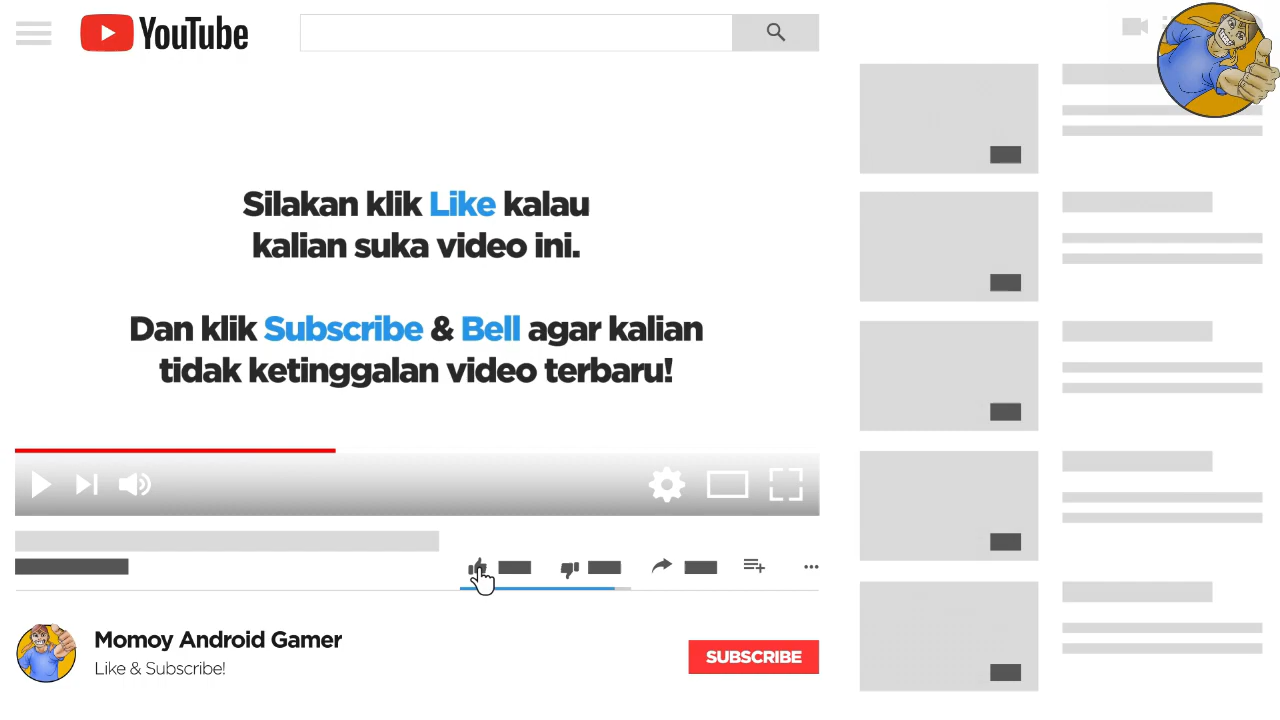 YouTube
Silakan klik Like kalau
kalian suka video ini.
Dan klik Subscribe & Bell agar kalian
tidak ketinggalan video terbaru!
Momoy Android Gamer
Like & Subscribe!
SUBSCRIBE